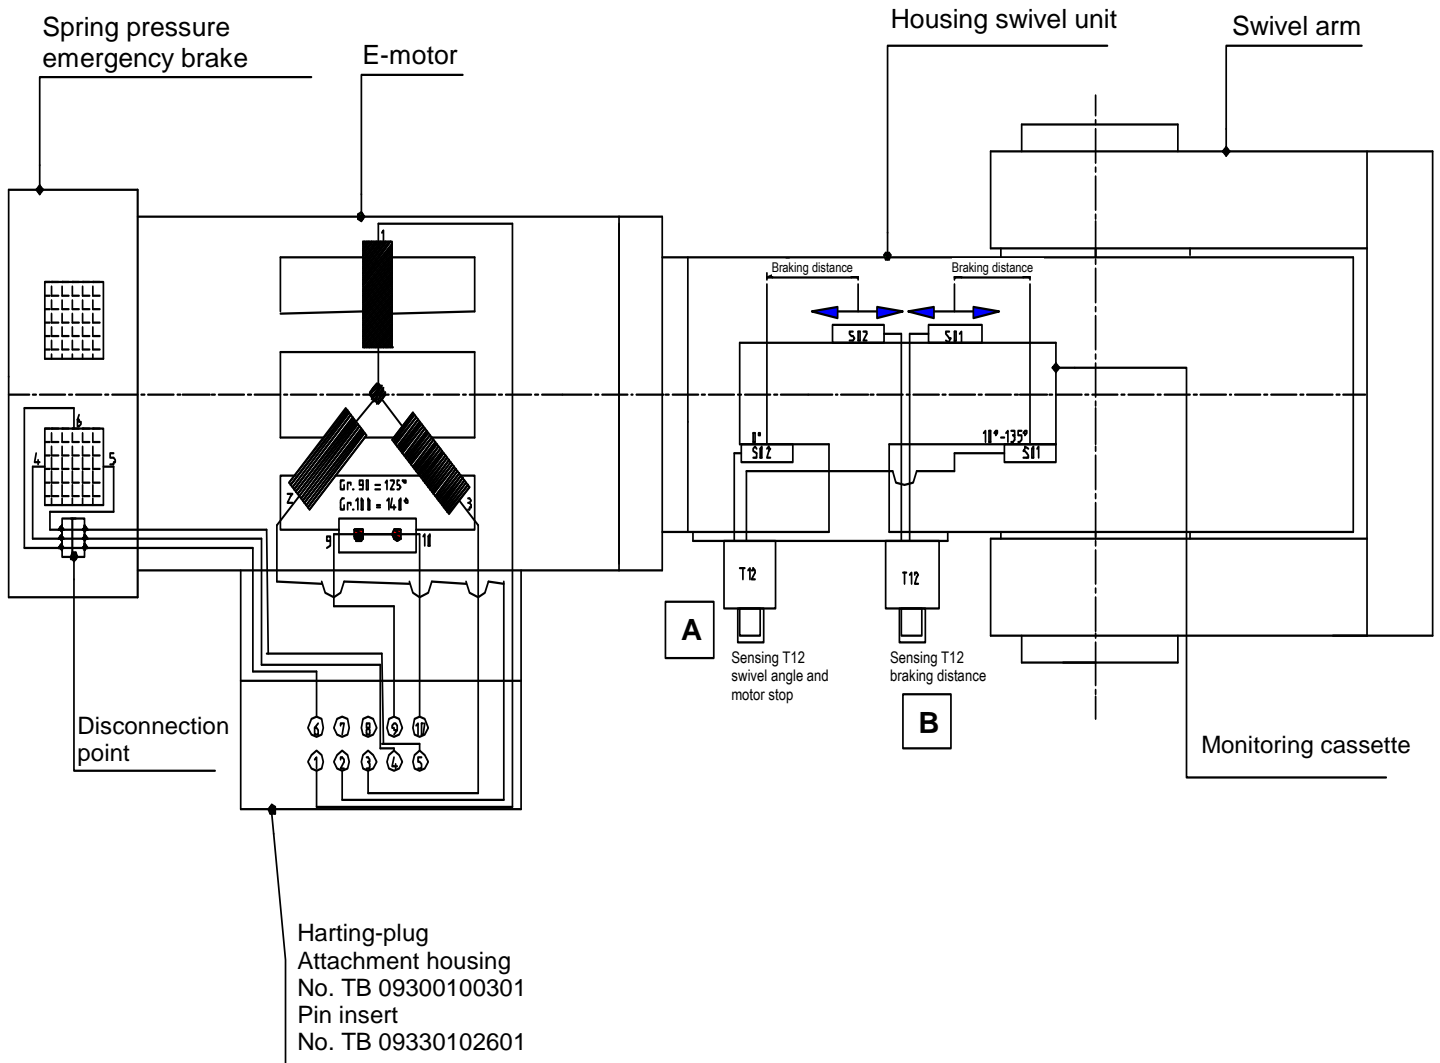 Spring pressure
emergency brake
E-motor
Housing swivel unit
Swivel arm
Braking distance
Braking distance
1
6
4
5
2
3
Gr. 90 = 125°
Gr.100 = 140°
9
10
S02
S01
0°
S12
10°-135°
S11
T12
T12
A
Sensing T12
swivel angle and
motor stop
Sensing T12
braking distance
B
Disconnection
point
6 7 8 9 10
1 2 3 4 5
Monitoring cassette
Harting-plug
Attachment housing
No. TB 09300100301
Pin insert
No. TB 09330102601